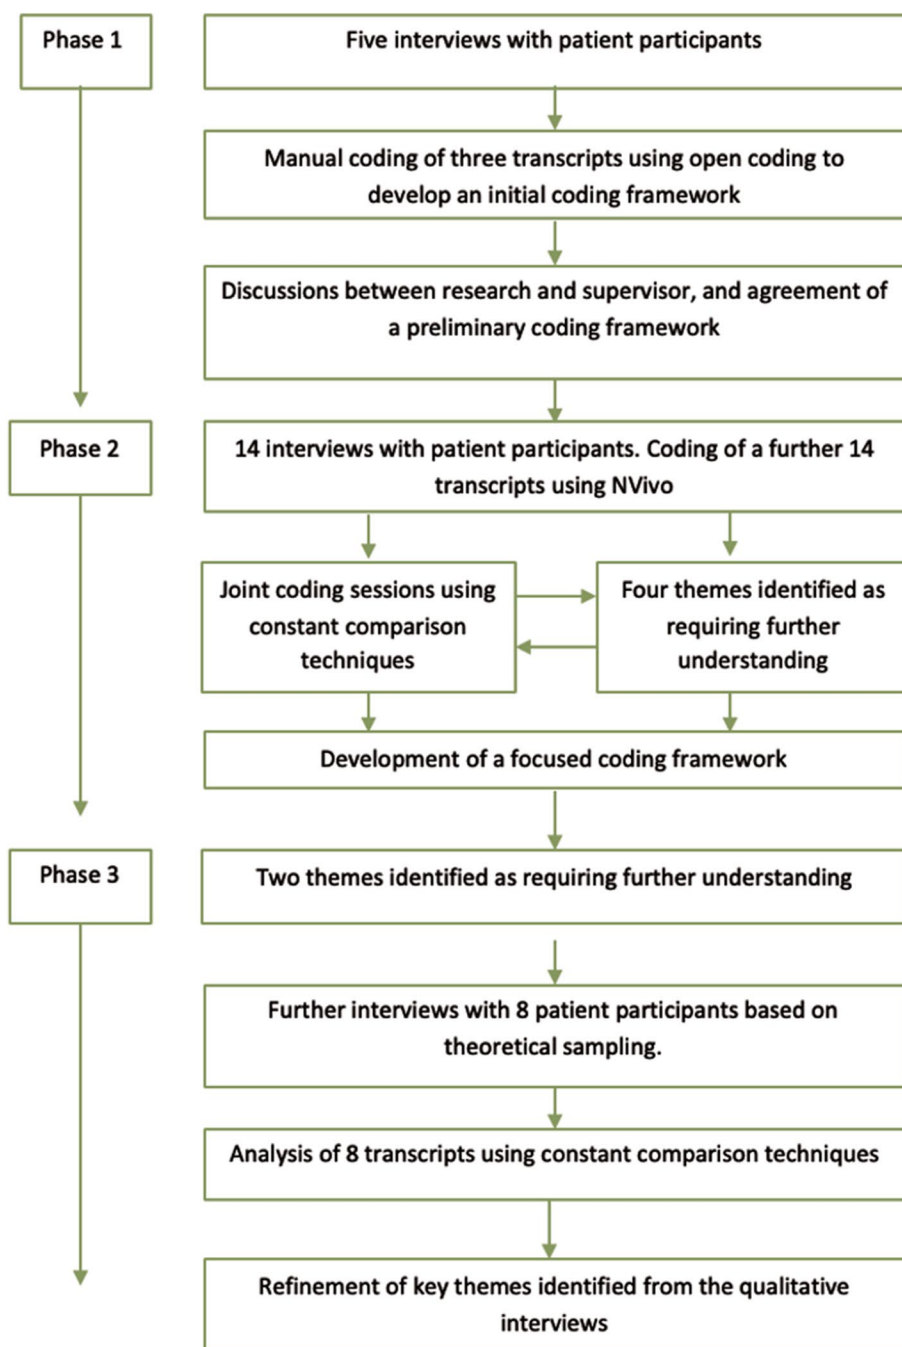 Phase 1
Five interviews with patient participants
Manual coding of three transcripts using open coding to
develop an initial coding framework
Discussions between research and supervisor, and agreement of
a preliminary coding framework
Phase 2
14 interviews with patient participants. Coding of a further 14
transcripts using NVivo
Joint coding sessions using
constant comparison
techniques
Four themes identified as
requiring further
understanding
Development of a focused coding framework
Phase 3
Two themes identified as requiring further understanding
Further interviews with 8 patient participants based on
theoretical sampling.
Analysis of 8 transcripts using constant comparison techniques
Refinement of key themes identified from the qualitative
interviews